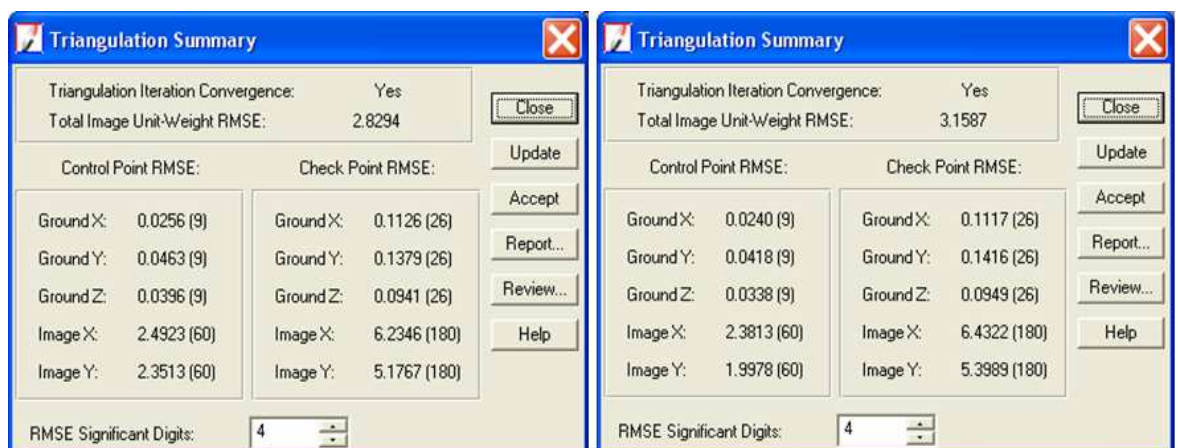 Triangulation Summary
Triangulation Iteration Convergence: Yes
Total Image Unit-Weight RMSE: 2.8294
Close
Update
Accept
Report...
Review...
Help
Control Point RMSE: Check Point RMSE:
Ground X: 0.0256 (9) Ground X: 0.1126 (26)
Ground Y: 0.0463 (9) Ground Y: 0.1379 (26)
Ground Z: 0.0396 (9) Ground Z: 0.0941 (26)
Image X: 2.4923 (60) Image X: 6.2346 (180)
Image Y: 2.3513 (60) Image Y: 5.1767 (180)
RMSE Significant Digits: 4
Triangulation Summary
Triangulation Iteration Convergence: Yes
Total Image Unit-Weight RMSE: 3.1587
Close
Update
Accept
Report...
Review...
Help
Control Point RMSE: Check Point RMSE:
Ground X: 0.0240 (9) Ground X: 0.1117 (26)
Ground Y: 0.0418 (9) Ground Y: 0.1416 (26)
Ground Z: 0.0338 (9) Ground Z: 0.0949 (26)
Image X: 2.3813 (60) Image X: 6.4322 (180)
Image Y: 1.9978 (60) Image Y: 5.3989 (180)
RMSE Significant Digits: 4